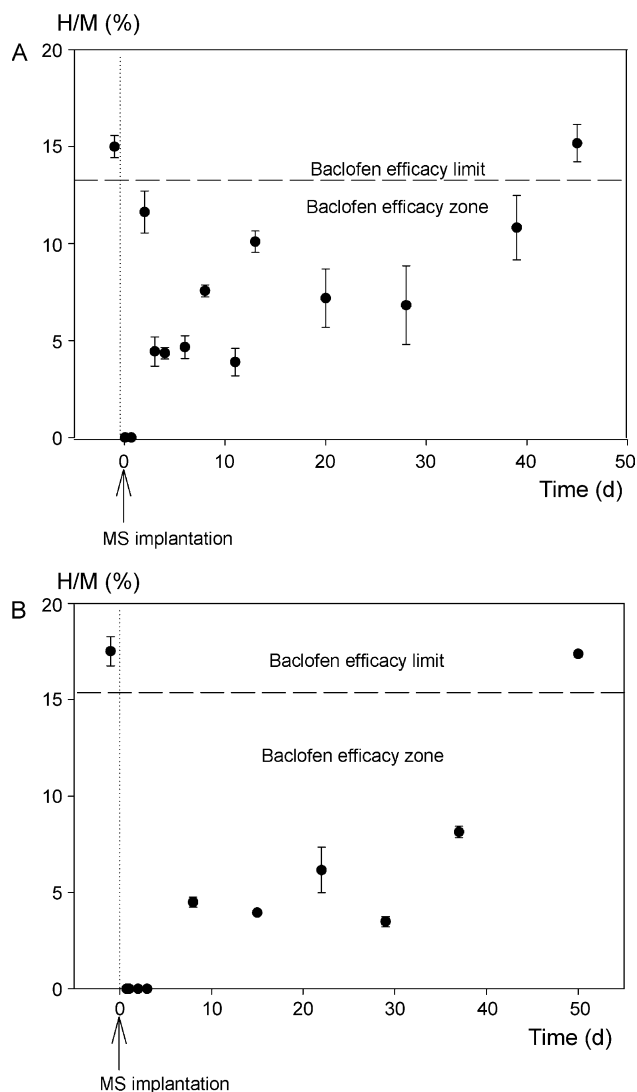 H/M (%)
A
20
15
Baclofen efficacy limit
Baclofen efficacy zone
10
5
0
0 10 20 30 40 50
Time (d)
MS implantation
H/M (%)
B
20
Baclofen efficacy limit
15
Baclofen efficacy zone
10
5
0
0 10 20 30 40 50
Time (d)
MS implantation